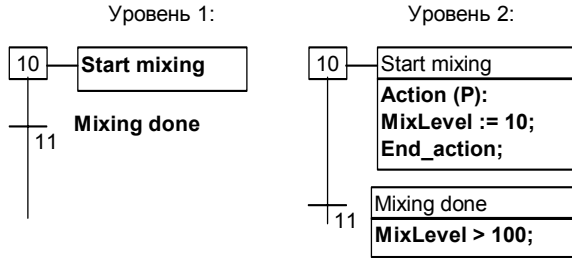 Уровень 1:
10
Start mixing
Mixing done
11
Уровень 2:
10
Start mixing
Action (P):
MixLevel := 10;
End_action;
Mixing done
11
MixLevel > 100;